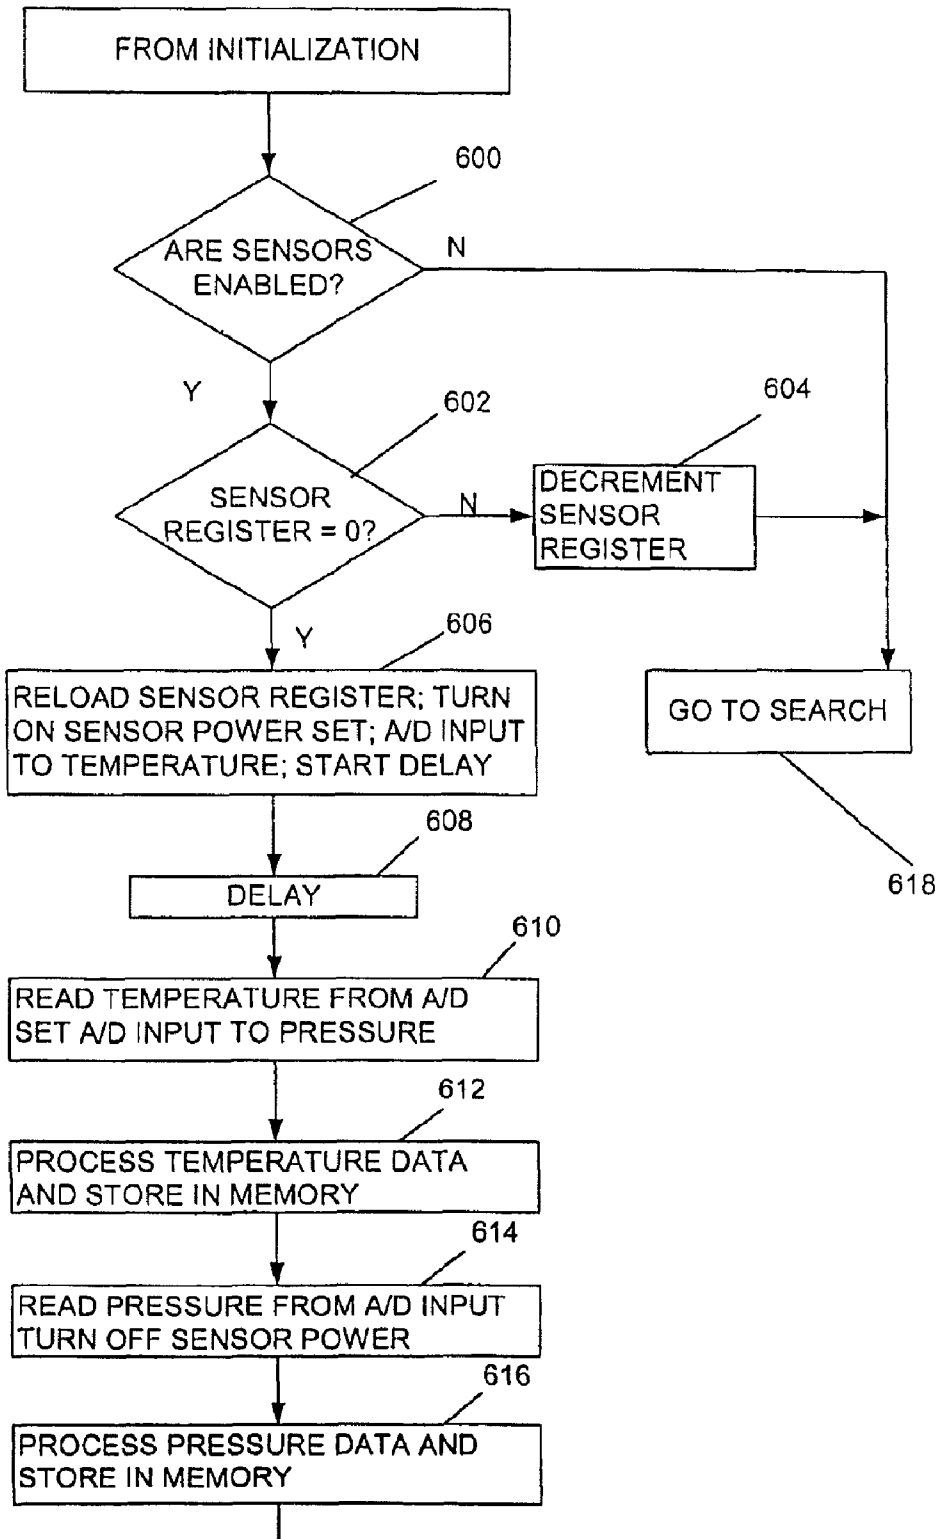 FROM INITIALIZATION
600
ARE SENSORS
ENABLED?
N
Y
602
604
SENSOR
REGISTER = 0?
N
DECREMENT
SENSOR
REGISTER
Y
606
RELOAD SENSOR REGISTER; TURN
ON SENSOR POWER SET; A/D INPUT
TO TEMPERATURE; START DELAY
GO TO SEARCH
608
618
DELAY
610
READ TEMPERATURE FROM A/D
SET A/D INPUT TO PRESSURE
612
PROCESS TEMPERATURE DATA
AND STORE IN MEMORY
614
READ PRESSURE FROM A/D INPUT
TURN OFF SENSOR POWER
616
PROCESS PRESSURE DATA AND
STORE IN MEMORY